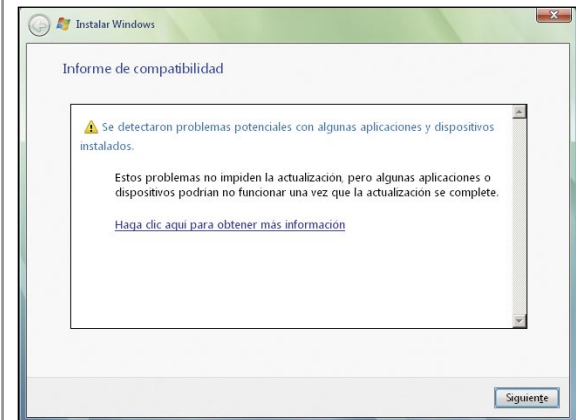 Instalar Windows
Informe de compatibilidad
Se detectaron problemas potenciales con algunas aplicaciones y dispositivos
instalados.
Estos problemas no impiden la actualización, pero algunas aplicaciones o
dispositivos podrian no funcionar una vez que la actualización se complete.
Haga clic aquí para obtener más información
Siguiente